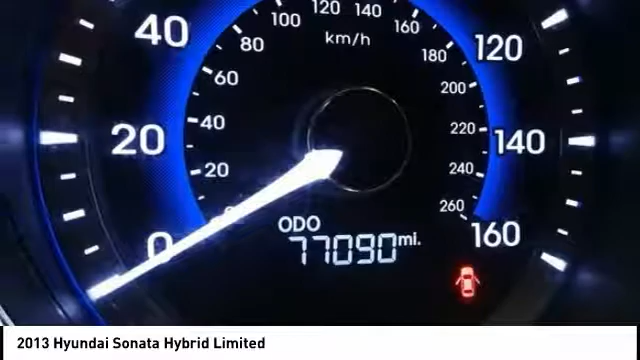 120 140
100 160
40 80 km/h 180 120
60 200
20 40 220 140
20 240
0 ODO 260 160
77090 mi.
2013 Hyundai Sonata Hybrid Limited